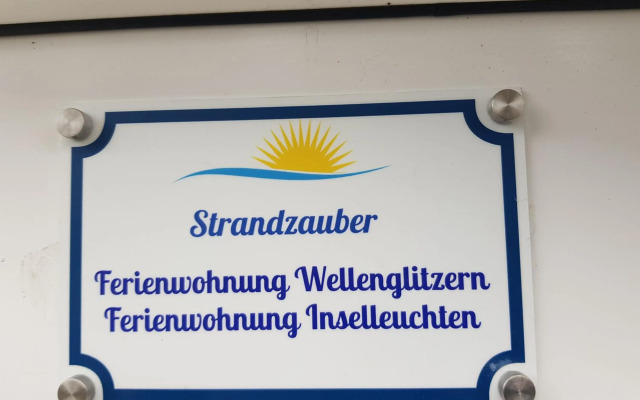 Strandzauber
Ferienwohnung Wellenglitzern
Ferienwohnung Inselleuchten